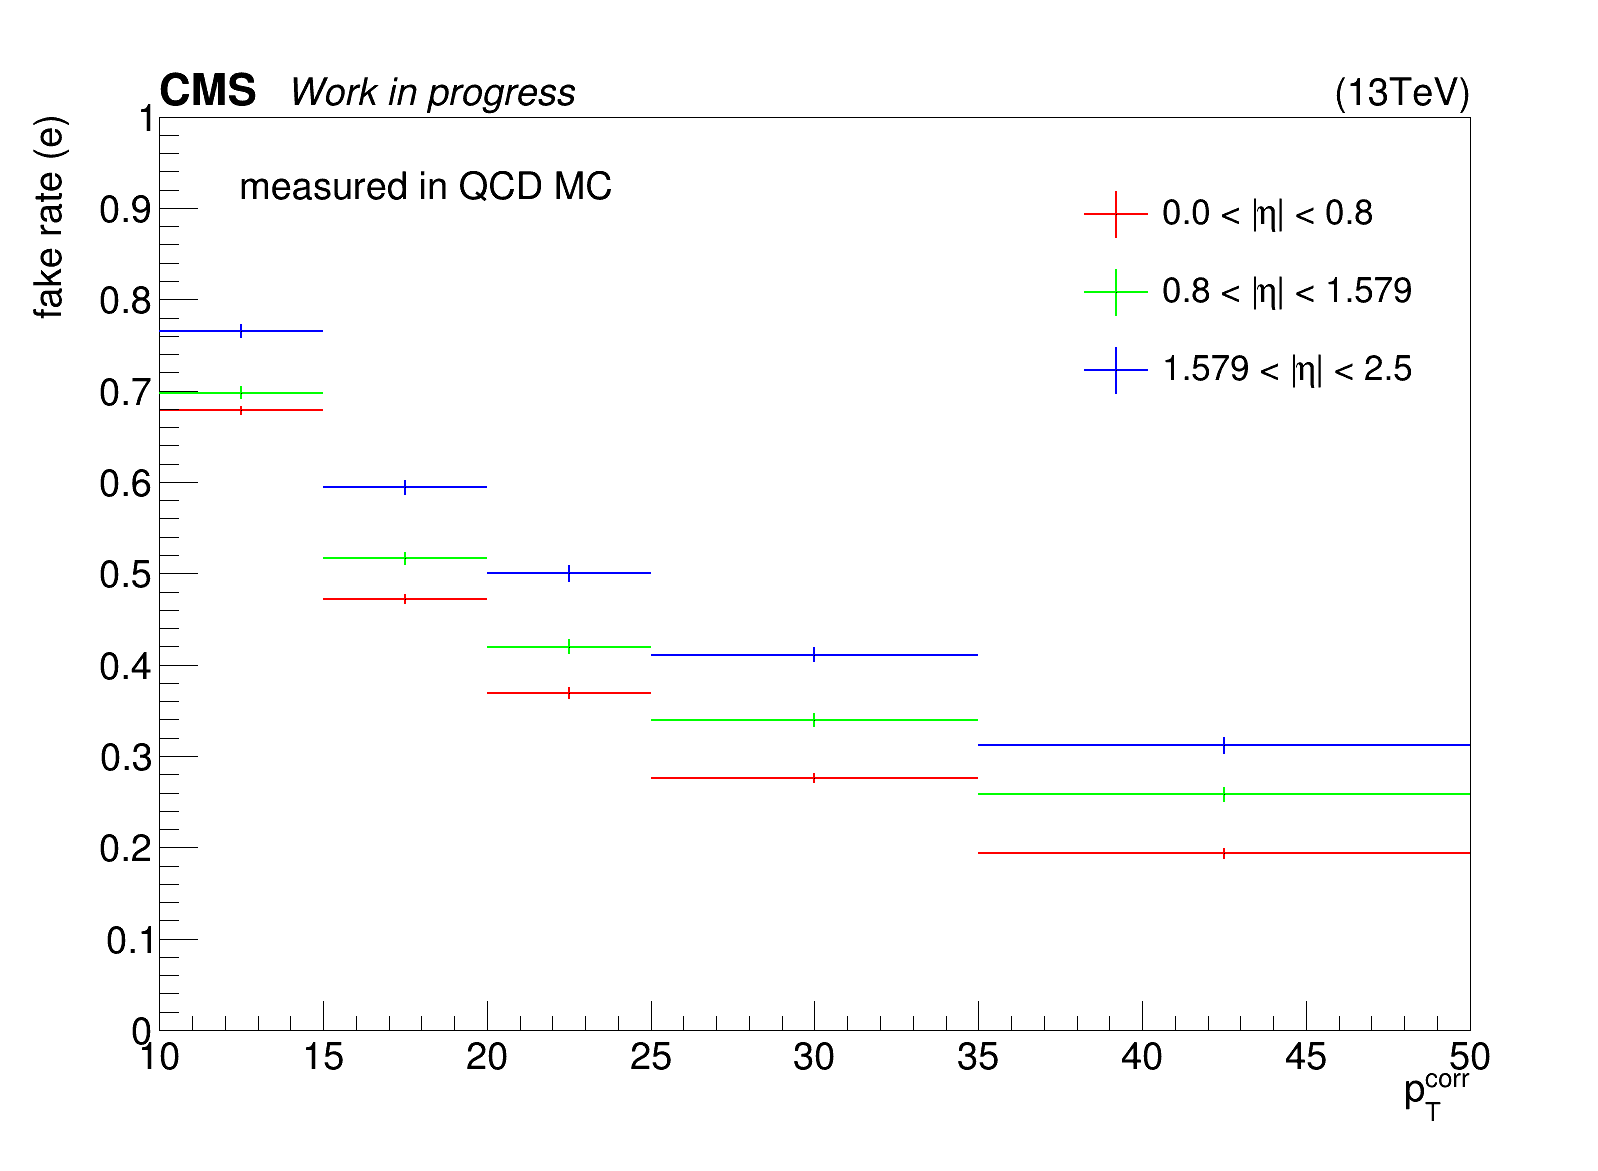 CMS Work in progress (13TeV)
fake rate (e)
measured in QCD MC
0.0 < |η| < 0.8
0.8 < |η| < 1.579
1.579 < |η| < 2.5
1
0.9
0.8
0.7
0.6
0.5
0.4
0.3
0.2
0.1
0
10 15 20 25 30 35 40 45 50
p_T^corr